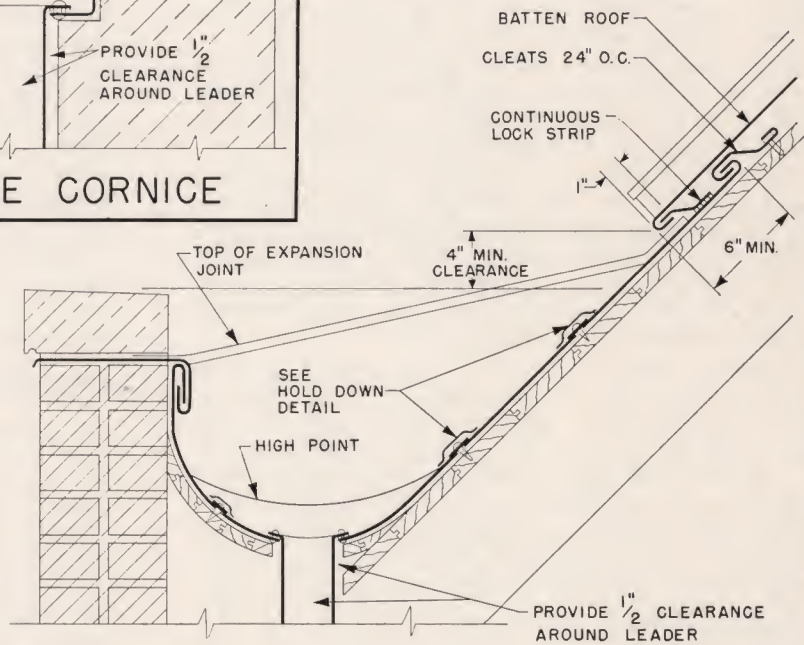 PROVIDE 1/2"
CLEARANCE
AROUND LEADER
E CORNICE
BATTEN ROOF
CLEATS 24" O.C.
CONTINUOUS
LOCK STRIP
1"
6" MIN.
TOP OF EXPANSION
JOINT
4" MIN.
CLEARANCE
SEE
HOLD DOWN
DETAIL
HIGH POINT
PROVIDE 1/2" CLEARANCE
AROUND LEADER